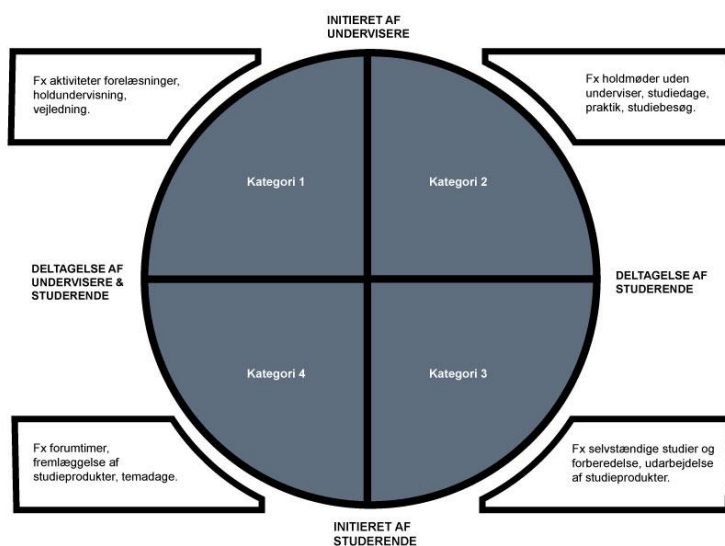 INITIERET AF
UNDERVISERE
Fx aktiviteter forelæsninger,
holdundervisning,
vejledning.
Fx holdmøder uden
underviser, studiedage,
praktik, studiebesøg.
Kategori 1
Kategori 2
DELTAGELSE AF
UNDERVISERE &
STUDERENDE
DELTAGELSE AF
STUDERENDE
Kategori 4
Kategori 3
Fx forumtimer,
fremlæggelse af
studieprodukter, temadage.
Fx selvstændige studier og
forberedelse, udarbejdelse
af studieprodukter.
INITIERET AF
STUDERENDE